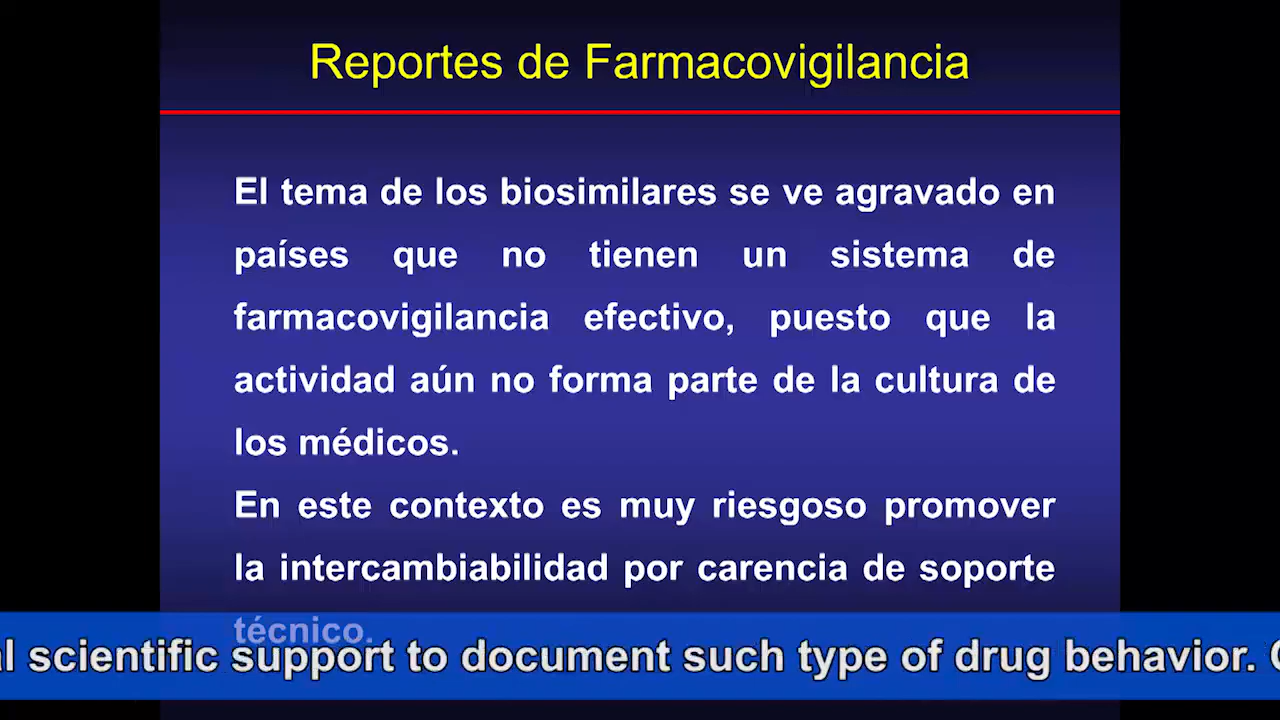 Reportes de Farmacovigilancia
El tema de los biosimilares se ve agravado en
países que no tienen un sistema de
farmacovigilancia efectivo, puesto que la
actividad aún no forma parte de la cultura de
los médicos.
En este contexto es muy riesgoso promover
la intercambiabilidad por carencia de soporte
técnico.
scientific support to document such type of drug behavior.